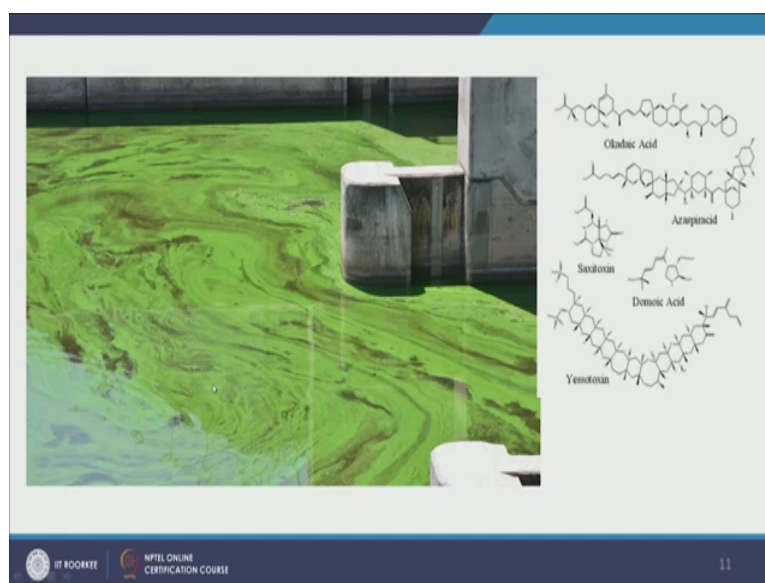 Okadaic Acid
Azaspiracid
Saxitoxin
Domoic Acid
Yessotoxin
IIT ROORKEE
NPTEL ONLINE
CERTIFICATION COURSE
11